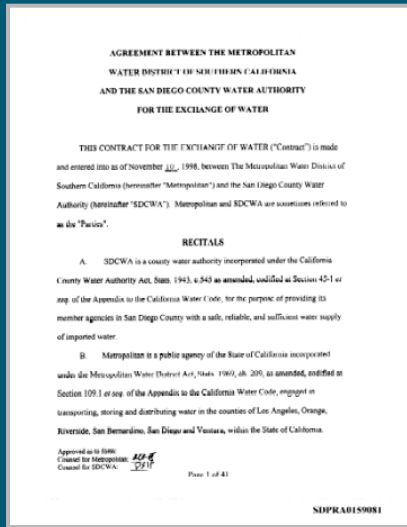 AGREEMENT BETWEEN THE METROPOLITAN
WATER DISTRICT OF SOUTHERN CALIFORNIA
AND THE SAN DIEGO COUNTY WATER AUTHORITY
FOR THE EXCHANGE OF WATER
THIS CONTRACT FOR THE EXCHANGE OF WATER ("Contract") is made
and entered into as of November 10, 1998, between The Metropolitan Water District of
Southern California (hereinafter "Metropolitan") and the San Diego County Water
Authority (hereinafter "SDCWA"). Metropolitan and SDCWA are sometimes referred to
as the "Parties".
RECITALS
A. SDCWA is a county water authority incorporated under the California
County Water Authority Act, Stats. 1943, c.545 as amended, codified at Section 45-1 et
seq. of the Appendix to the California Water Code, for the purpose of providing its
member agencies in San Diego County with a safe, reliable, and sufficient water supply
of imported water.
B. Metropolitan is a public agency of the State of California incorporated
under the Metropolitan Water District Act, Stats. 1969, ch. 209, as amended, codified at
Section 109.1 et seq. of the Appendix to the California Water Code, engaged in
transporting, storing and distributing water in the counties of Los Angeles, Orange,
Riverside, San Bernardino, San Diego and Ventura, within the State of California.
Approved as to form:
Counsel for Metropolitan:
Counsel for SDCWA:
Page 1 of 41
SDPRA0159081